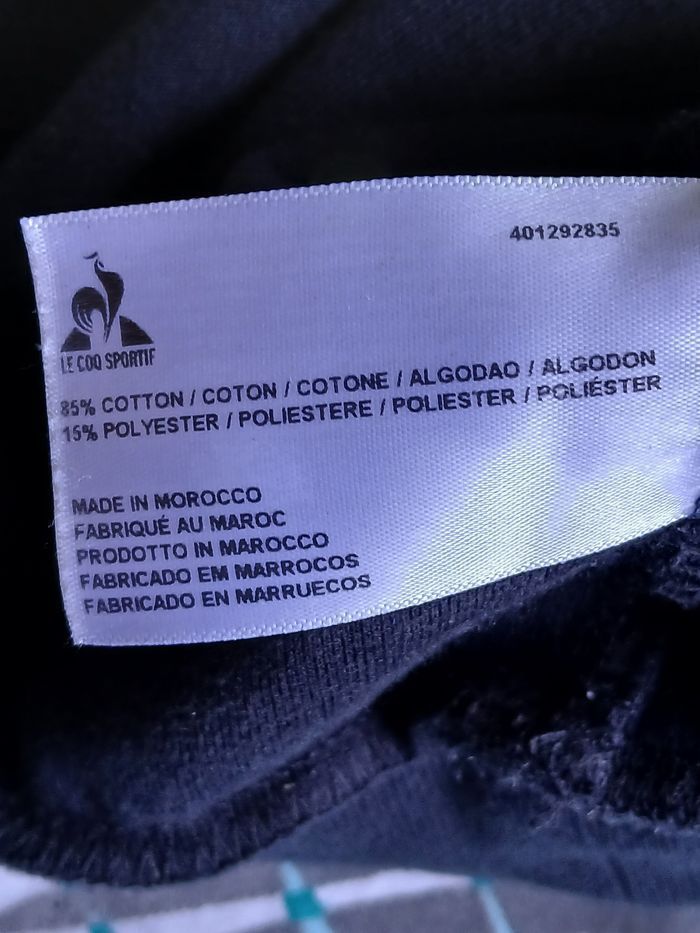 401292835
LE COQ SPORTIF
85% COTTON / COTON / COTONE / ALGODAO / ALGODON
15% POLYESTER / POLIESTERE / POLIESTER / POLIÉSTER
MADE IN MOROCCO
FABRIQUÉ AU MAROC
PRODOTTO IN MAROCCO
FABRICADO EM MARROCOS
FABRICADO EN MARRUECOS